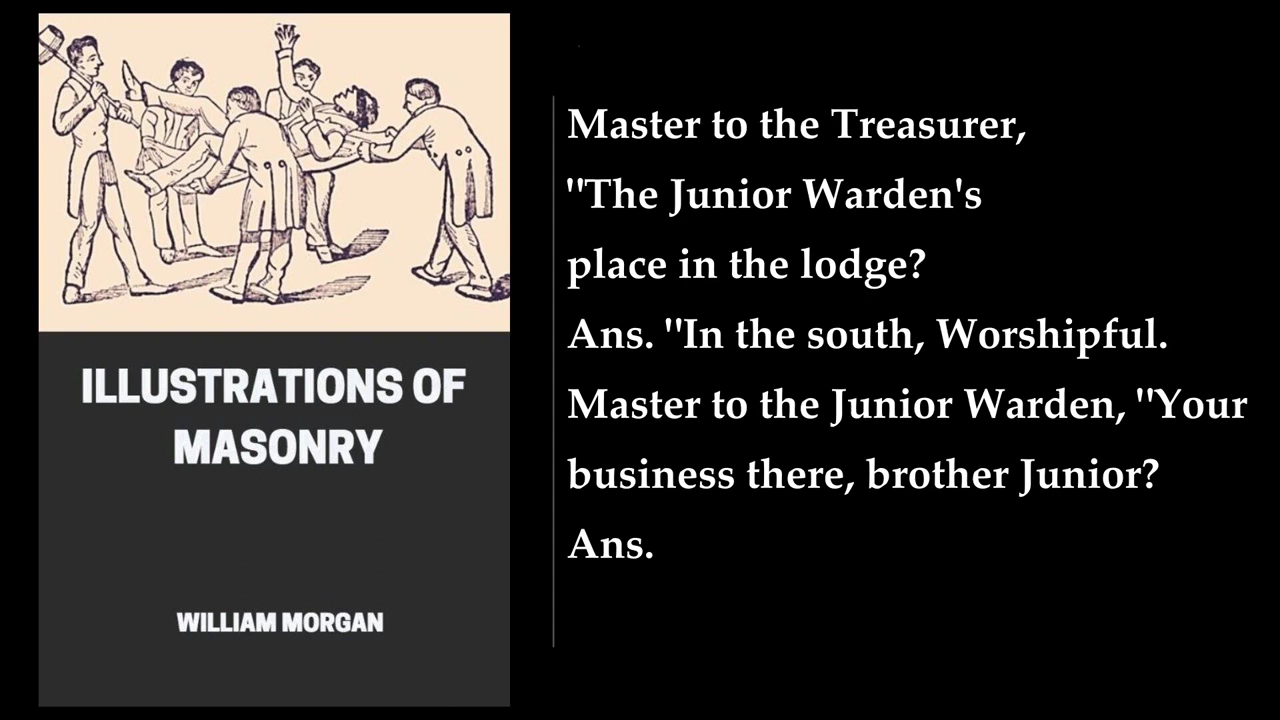 ILLUSTRATIONS OF
MASONRY
WILLIAM MORGAN
Master to the Treasurer,
"The Junior Warden's
place in the lodge?
Ans. "In the south, Worshipful.
Master to the Junior Warden, "Your
business there, brother Junior?
Ans.